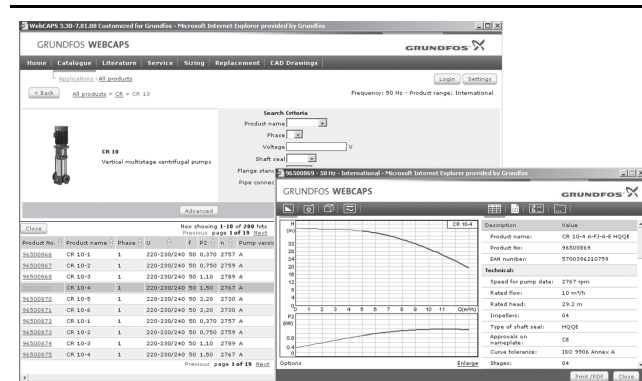 WebCAPS 3.30-7.81.08 Customized for Grundfos - Microsoft Internet Explorer provided by Grundfos
GRUNDFOS WEBCAPS
GRUNDFOS
Home Catalogue Literature Service Sizing Replacement CAD Drawings
Applications All products
Login Settings
< Back All products > CR > CR 10
Frequency: 50 Hz - Product range: International
CR 10
Vertical multistage centrifugal pumps
Search Criteria
Product name
Phase
Voltage V
Shaft seal
Flange
Pipe
Advanced
Close
Now showing 1-10 of 200 hits
Previous page 1 of 19 Next
Product No. Product name Phase U f P2 n Pump
96500866 CR 10-1 1 220-230/240 50 0,370 2757 A
96500867 CR 10-2 1 220-230/240 50 0,750 2759 A
96500868 CR 10-3 1 220-230/240 50 1,10 2789 A
96500869 CR 10-4 1 220-230/240 50 1,50 2767 A
96500870 CR 10-5 1 220-230/240 50 2,20 2730 A
96500871 CR 10-6 1 220-230/240 50 2,20 2730 A
96500872 CR 10-1 1 220-230/240 50 0,370 2757 A
96500873 CR 10-2 1 220-230/240 50 0,750 2759 A
96500874 CR 10-3 1 220-230/240 50 1,10 2789 A
96500875 CR 10-4 1 220-230/240 50 1,50 2767 A
Previous page 1 of 19 Next
96500869 - 50 Hz - International - Microsoft Internet Explorer provided by Grundfos
GRUNDFOS WEBCAPS
GRUNDFOS
H
(m)
CR 10-4
32
28
24
20
16
12
8
4
0
0 1 2 3 4 5 6 7 8 9 10 11 Q(m³/h)
P2
(kW)
0.8
0.4
0
Options Enlarge
Description Value
Product name: CR 10-4 A-FJ-A-E HQQE
Product No: 96500869
EAN number: 5700396210759
Technical:
Speed for pump data: 2767 rpm
Rated flow: 10 m³/h
Rated head: 29.2 m
Impellers: 04
Type of shaft seal: HQQE
Approvals on nameplate: CE
Curve tolerance: ISO 9906 Annex A
Stages: 04
Print/PDF Close